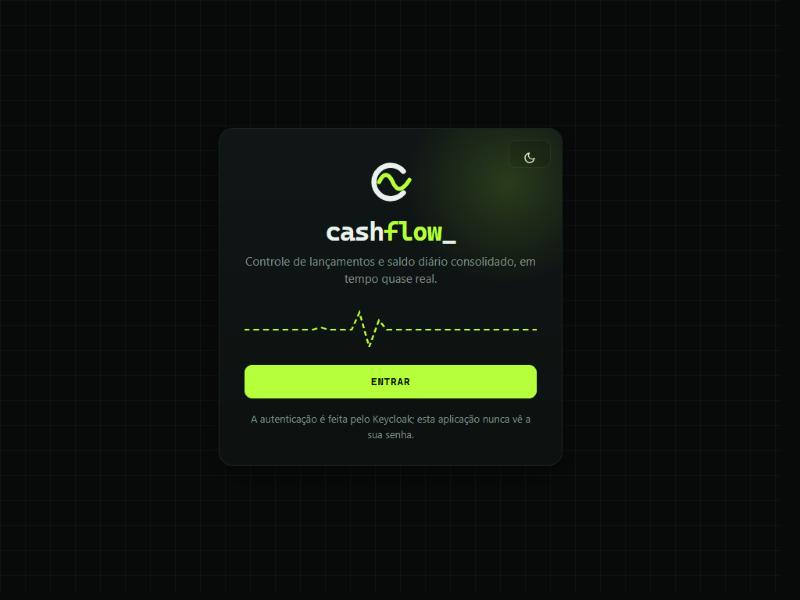 cashflow_
Controle de lançamentos e saldo diário consolidado, em
tempo quase real.
ENTRAR
A autenticação é feita pelo Keycloak; esta aplicação nunca vê a
sua senha.